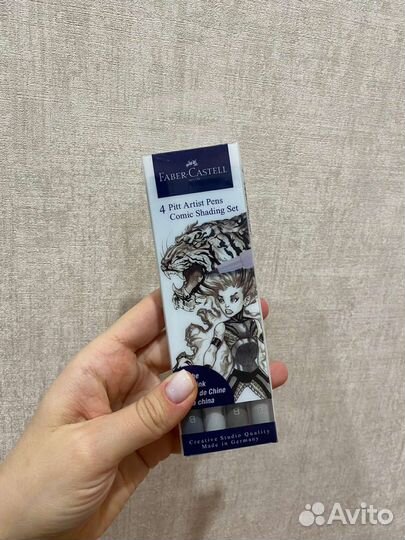 FABER-CASTELL
4 Pitt Artist Pens
Comic Shading Set
ink
de Chine
china
B
B
Creative Studio Quality
Made in Germany
Avito